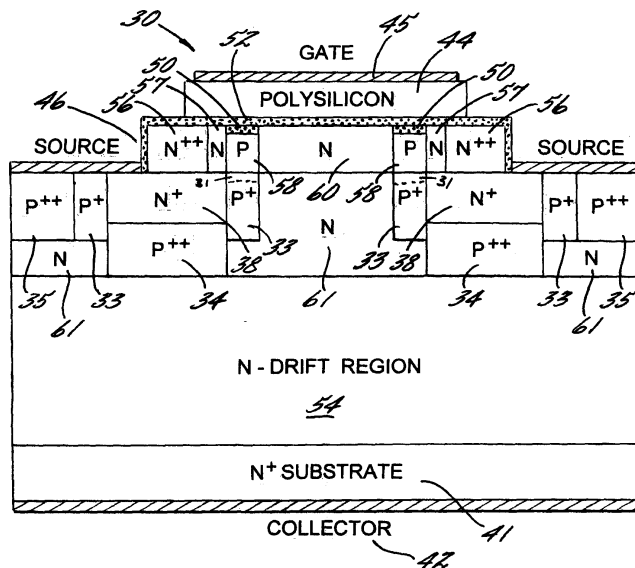 30 52 GATE 45 44
50 50
57 POLYSILICON 57
46 56 56
SOURCE N++ N P N P N N++ SOURCE
31 58 60 58 31
P++ P+ N+ P+ N P+ N+ P+ P++
N P++ 38 33 61 33 38 P++ N
35 61 33 34 34 33 61 35
N - DRIFT REGION
54
N+ SUBSTRATE
41
COLLECTOR
42